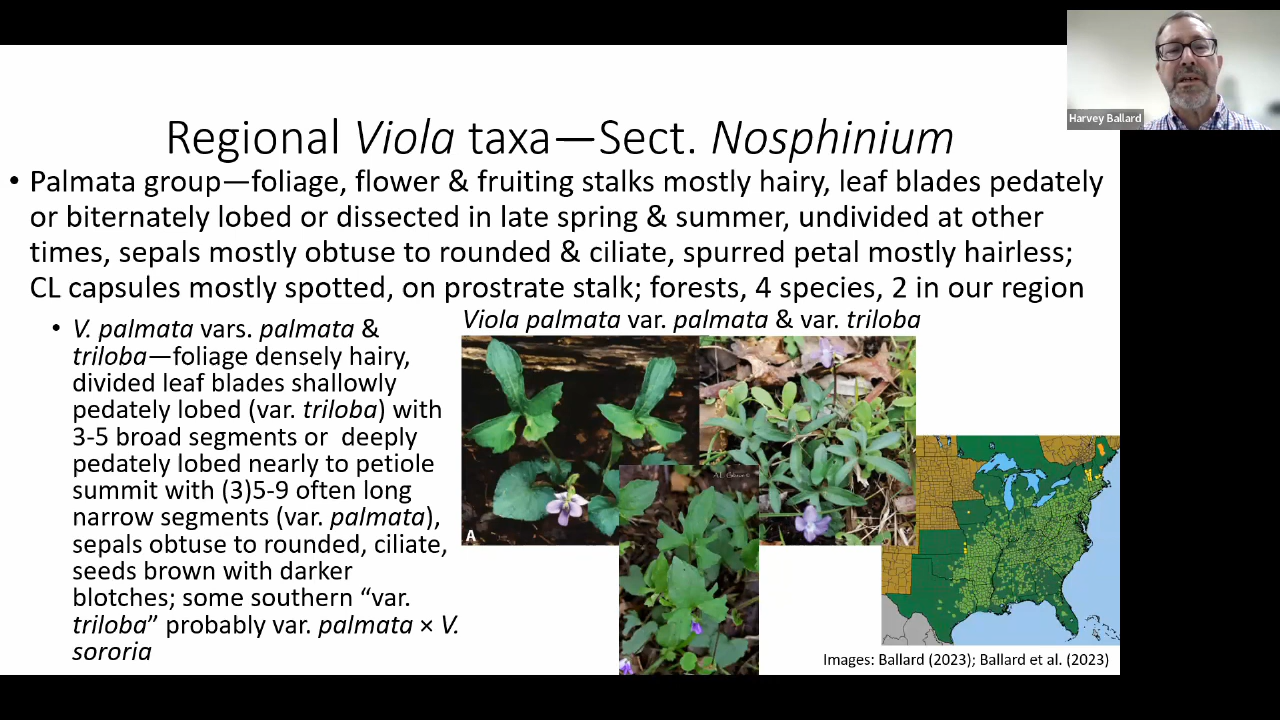 Harvey Ballard
Regional Viola taxa—Sect. Nosphinium
• Palmata group—foliage, flower & fruiting stalks mostly hairy, leaf blades pedately
or biternately lobed or dissected in late spring & summer, undivided at other
times, sepals mostly obtuse to rounded & ciliate, spurred petal mostly hairless;
CL capsules mostly spotted, on prostrate stalk; forests, 4 species, 2 in our region
• V. palmata vars. palmata &
triloba—foliage densely hairy,
divided leaf blades shallowly
pedately lobed (var. triloba) with
3-5 broad segments or deeply
pedately lobed nearly to petiole
summit with (3)5-9 often long
narrow segments (var. palmata),
sepals obtuse to rounded, ciliate,
seeds brown with darker
blotches; some southern “var.
triloba” probably var. palmata × V.
sororia
Viola palmata var. palmata & var. triloba
A
Images: Ballard (2023); Ballard et al. (2023)